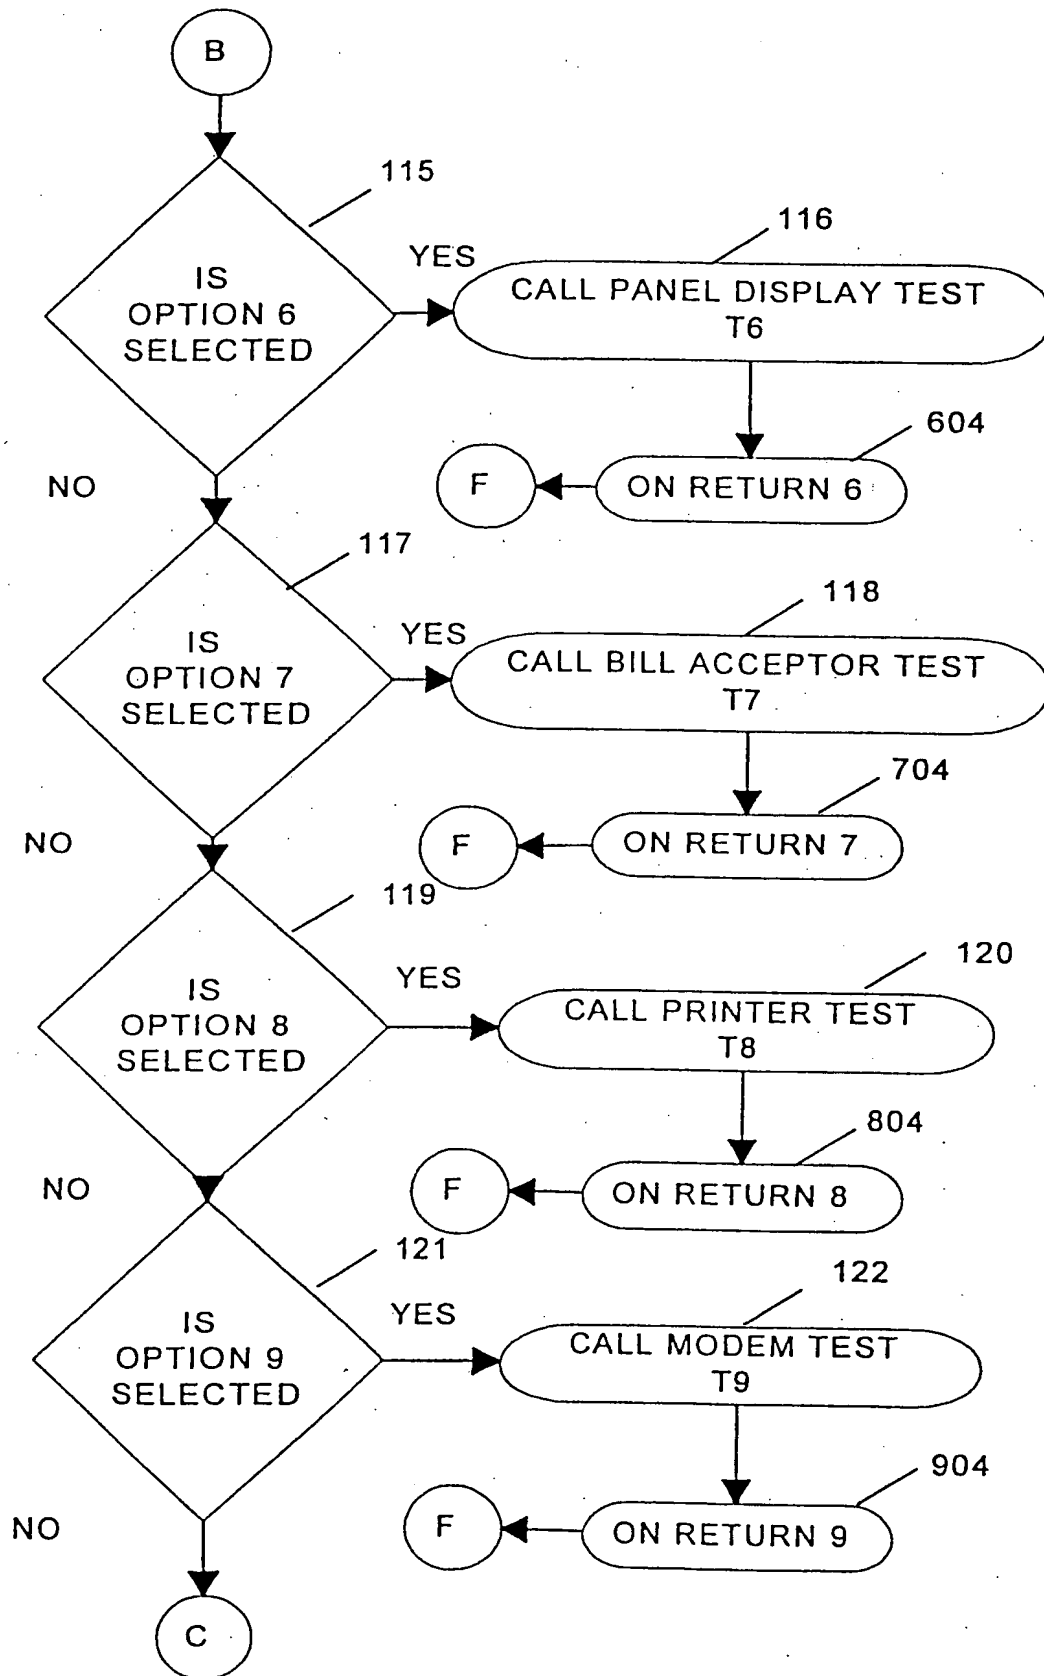 B
115
116
YES
IS
OPTION 6
SELECTED
CALL PANEL DISPLAY TEST
T6
604
NO
F
ON RETURN 6
117
118
YES
IS
OPTION 7
SELECTED
CALL BILL ACCEPTOR TEST
T7
704
NO
F
ON RETURN 7
119
120
YES
IS
OPTION 8
SELECTED
CALL PRINTER TEST
T8
804
NO
F
ON RETURN 8
121
122
YES
IS
OPTION 9
SELECTED
CALL MODEM TEST
T9
904
NO
F
ON RETURN 9
C